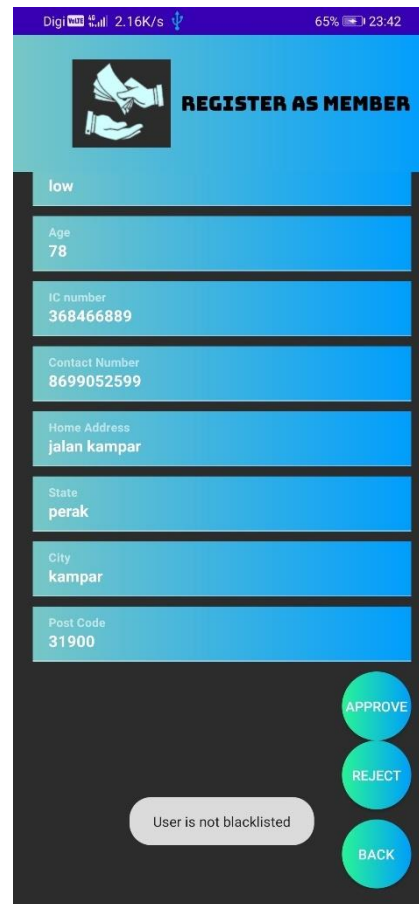 Digi VoLTE 4G 2.16K/s 65% 23:42
REGISTER AS MEMBER
low
Age
78
IC number
368466889
Contact Number
8699052599
Home Address
jalan kampar
State
perak
City
kampar
Post Code
31900
APPROVE
REJECT
User is not blacklisted
BACK